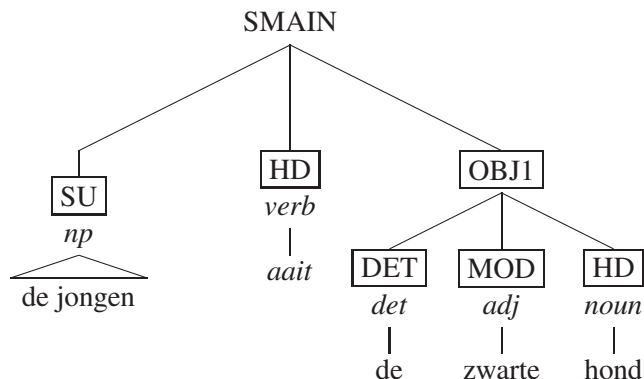 SMAIN
SU HD OBJ1
np verb
de jongen aait DET MOD HD
det adj noun
de zwarte hond